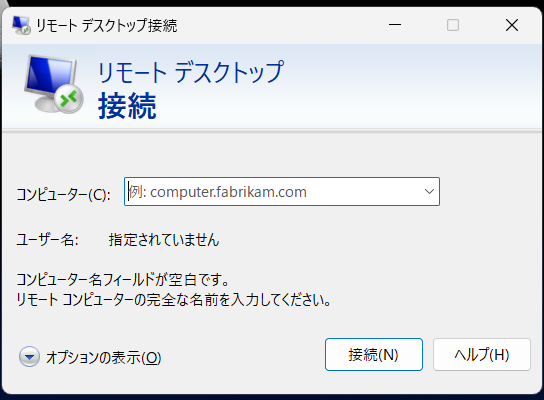 リモート デスクトップ接続
リモート デスクトップ
接続
コンピューター(C): 例: computer.fabrikam.com
ユーザー名: 指定されていません
コンピューター名フィールドが空白です。
リモート コンピューターの完全な名前を入力してください。
オプションの表示(O) 接続(N) ヘルプ(H)